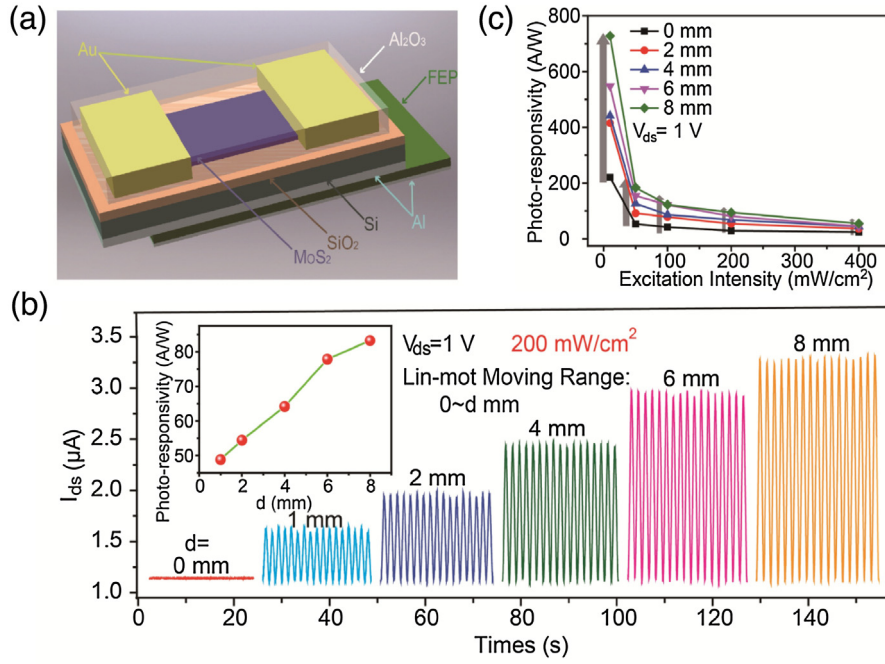 (a)
Au
Al₂O₃
FEP
Al
Si
SiO₂
MoS₂
(c)
Photo-responsivity (A/W)
800
600
400
200
0
0 mm
2 mm
4 mm
6 mm
8 mm
Vds= 1 V
0 100 200 300 400
Excitation Intensity (mW/cm²)
(b)
Ids (μA)
3.5
3.0
2.5
2.0
1.5
1.0
Photo-responsivity (A/W)
80
70
60
50
0 2 4 6 8
d (mm)
Vds=1 V 200 mW/cm²
Lin-mot Moving Range:
0~d mm
d=
0 mm
1 mm
2 mm
4 mm
6 mm
8 mm
0 20 40 60 80 100 120 140
Times (s)